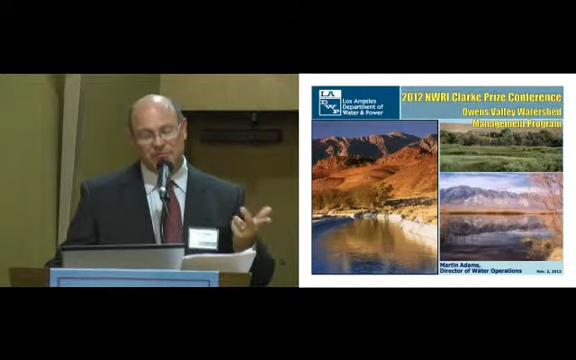 LA
DWP
Los Angeles
Department of
Water & Power
2012 NWRI Clarke Prize Conference
Owens Valley Watershed
Management Program
Martin Adams,
Director of Water Operations
Nov. 2, 2012